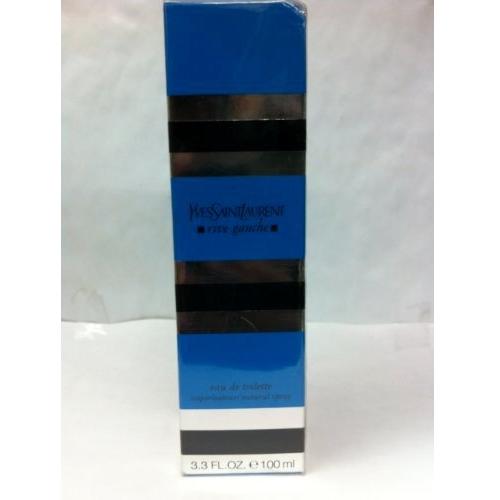 YVESSAINTLAURENT
■ rive gauche ■
eau de toilette
vaporisateur natural spray
3.3 FL.OZ. ℮ 100 ml